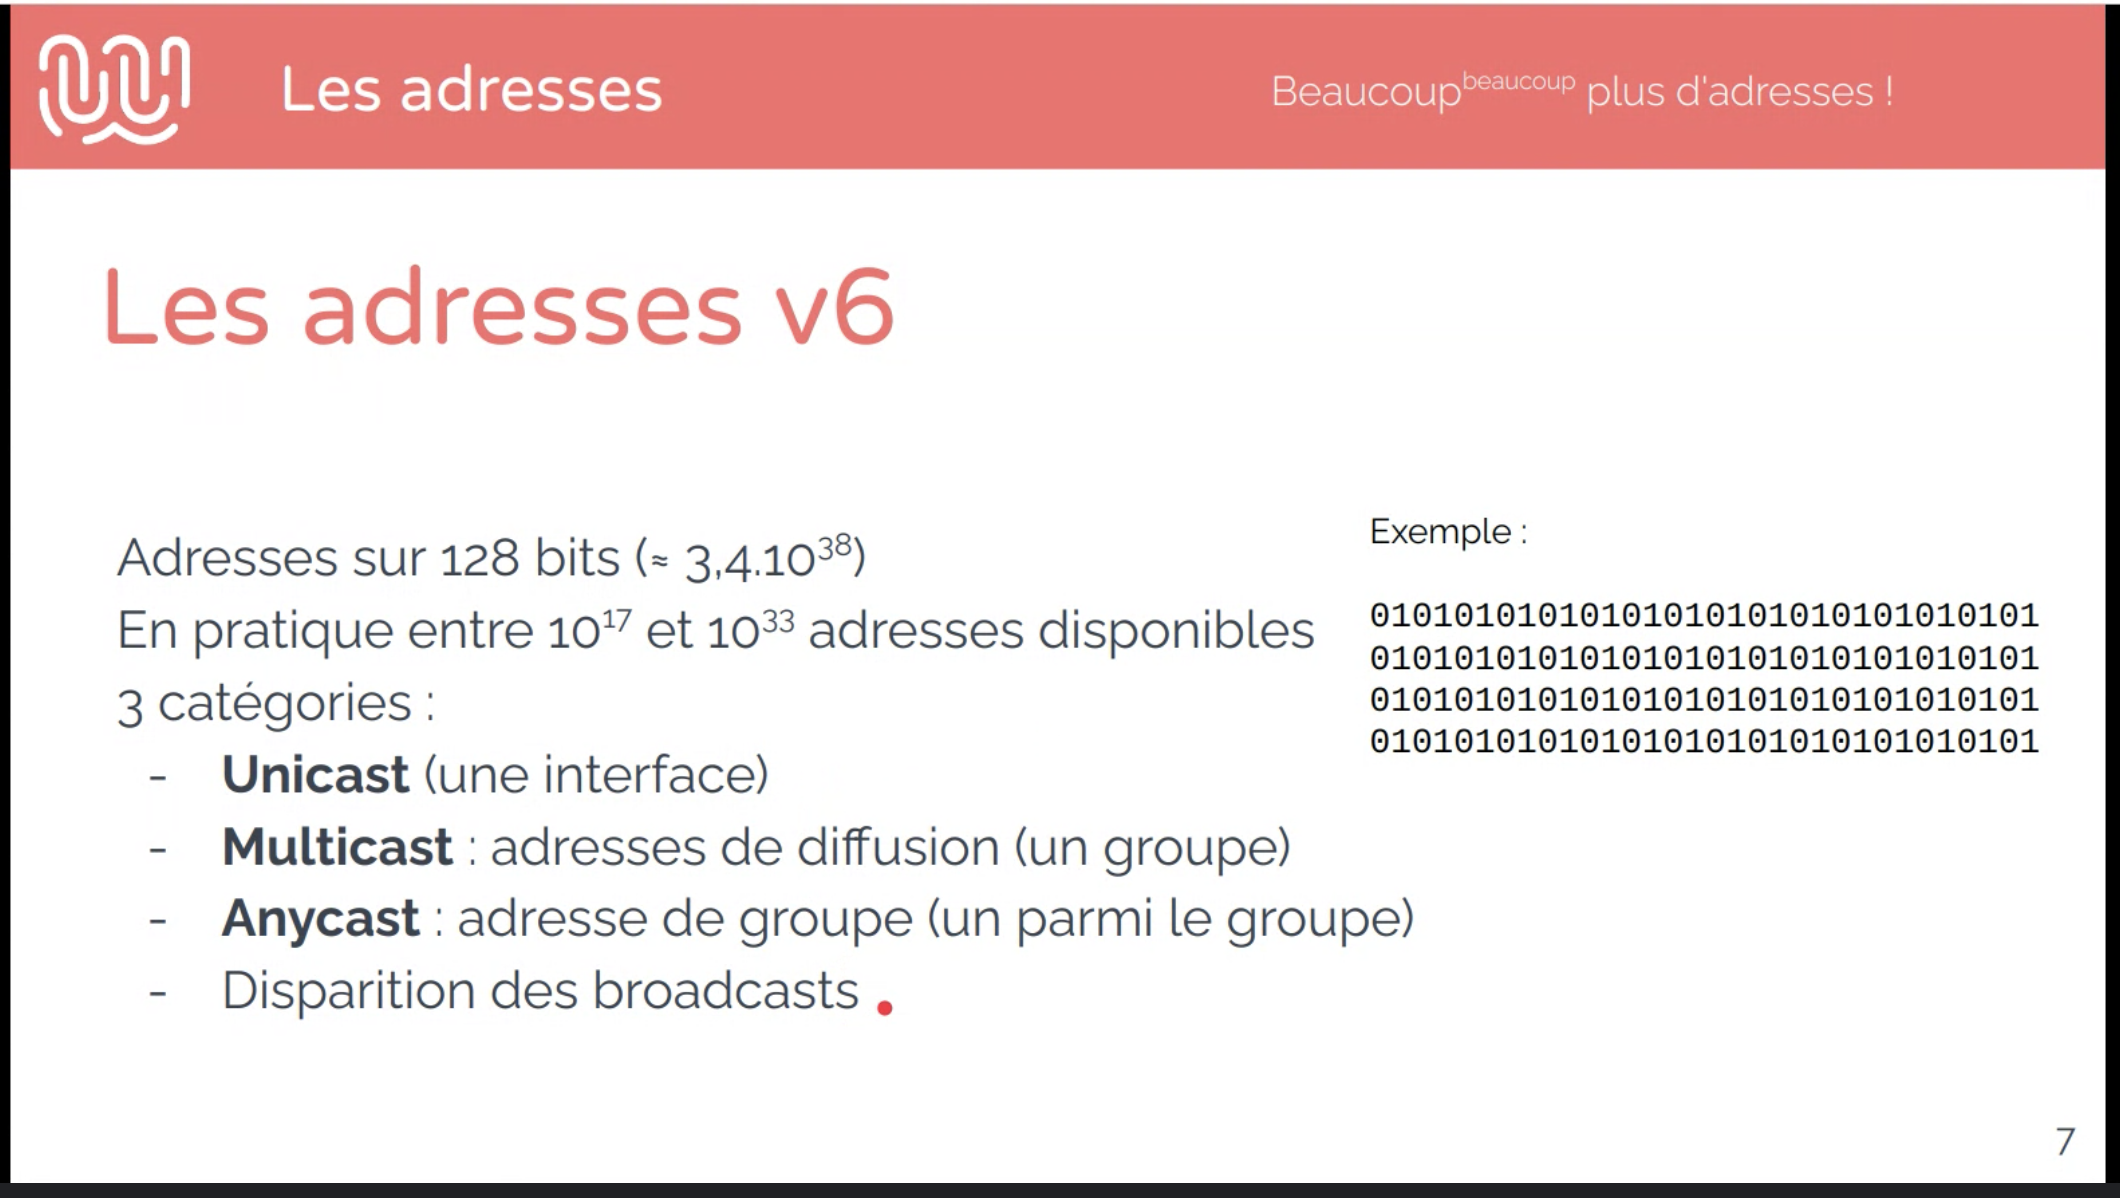 Les adresses
Beaucoup^beaucoup plus d'adresses !
Les adresses v6
Adresses sur 128 bits (≈ 3,4.10^38)
En pratique entre 10^17 et 10^33 adresses disponibles
3 catégories :
- Unicast (une interface)
- Multicast : adresses de diffusion (un groupe)
- Anycast : adresse de groupe (un parmi le groupe)
- Disparition des broadcasts
Exemple :
01010101010101010101010101010101
01010101010101010101010101010101
01010101010101010101010101010101
01010101010101010101010101010101
7